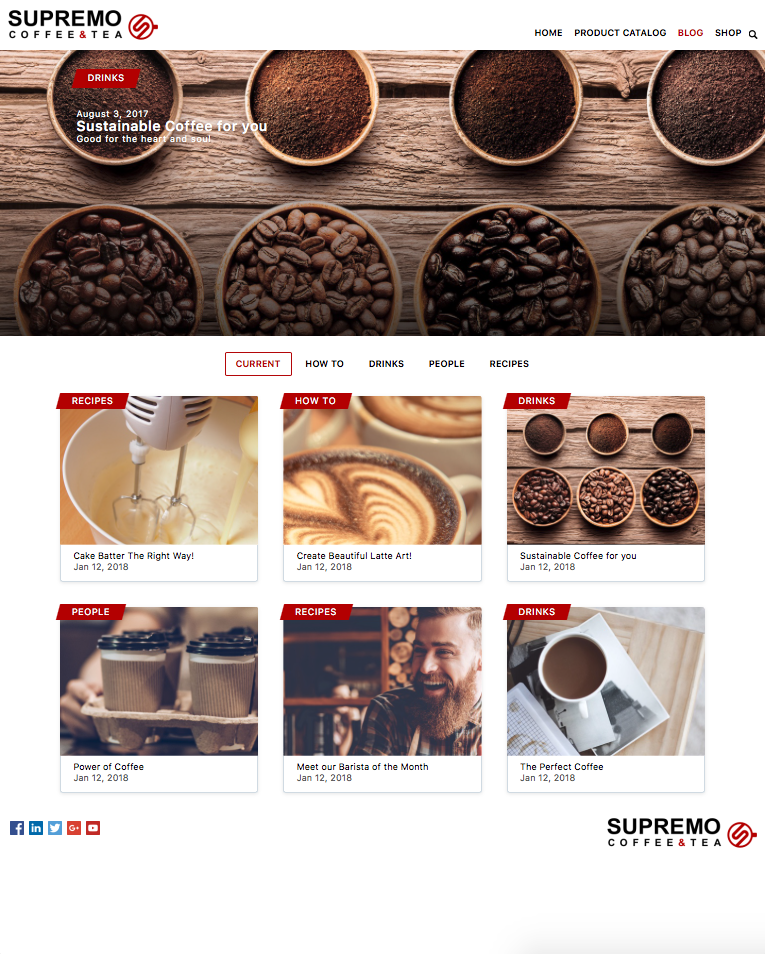 SUPREMO
COFFEE&TEA
HOME PRODUCT CATALOG BLOG SHOP
DRINKS
August 3, 2017
Sustainable Coffee for you
Good for the heart and soul.
CURRENT HOW TO DRINKS PEOPLE RECIPES
RECIPES HOW TO DRINKS
Cake Batter The Right Way! Create Beautiful Latte Art! Sustainable Coffee for you
Jan 12, 2018 Jan 12, 2018 Jan 12, 2018
PEOPLE RECIPES DRINKS
Power of Coffee Meet our Barista of the Month The Perfect Coffee
Jan 12, 2018 Jan 12, 2018 Jan 12, 2018
f in G+ SUPREMO
COFFEE&TEA